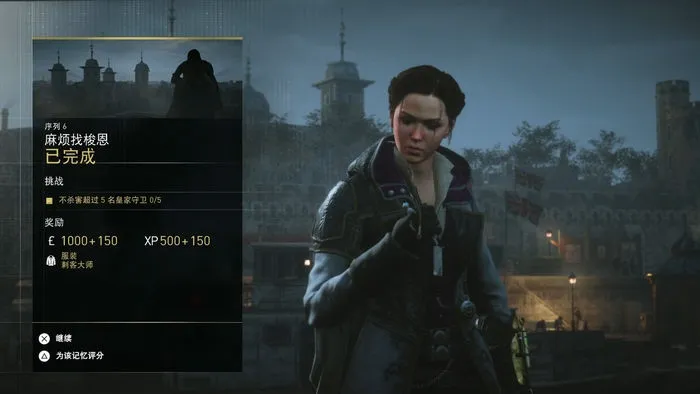 序列 6
麻烦找梭恩
已完成
挑战
不杀害超过 5 名皇家守卫 0/5
奖励
£ 1000+150 XP 500+150
服装
刺客大师
继续
为该记忆评分